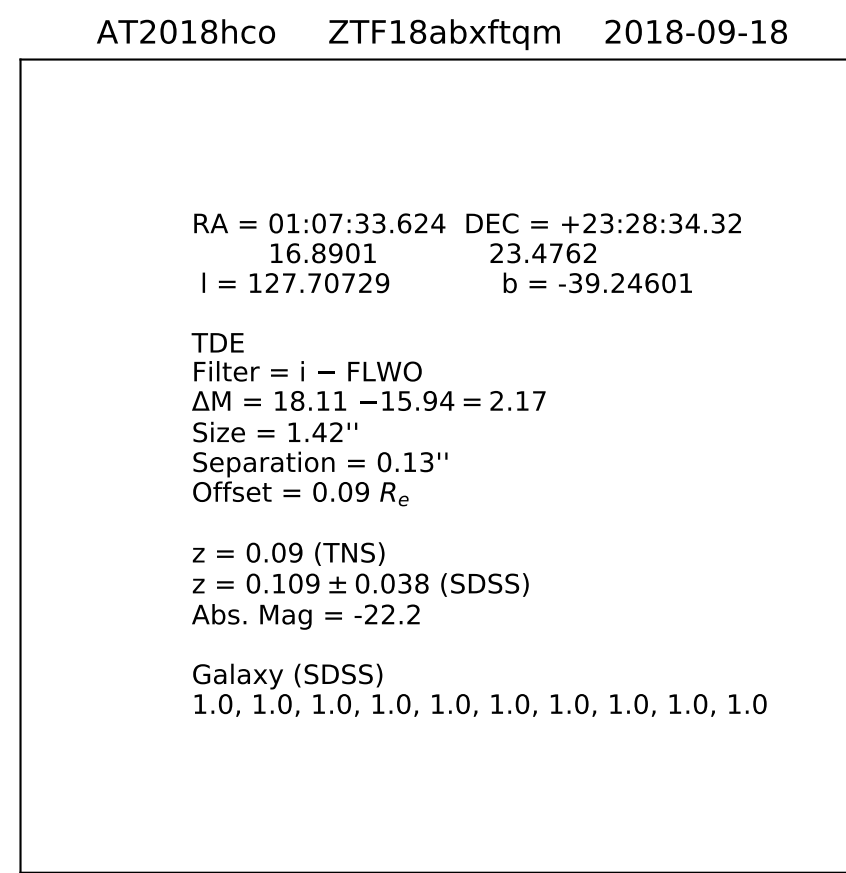 AT2018hco ZTF18abxftqm 2018-09-18
RA = 01:07:33.624 DEC = +23:28:34.32
16.8901 23.4762
l = 127.70729 b = -39.24601
TDE
Filter = i − FLWO
ΔM = 18.11 −15.94 = 2.17
Size = 1.42''
Separation = 0.13''
Offset = 0.09 Rₑ
z = 0.09 (TNS)
z = 0.109 ± 0.038 (SDSS)
Abs. Mag = -22.2
Galaxy (SDSS)
1.0, 1.0, 1.0, 1.0, 1.0, 1.0, 1.0, 1.0, 1.0, 1.0